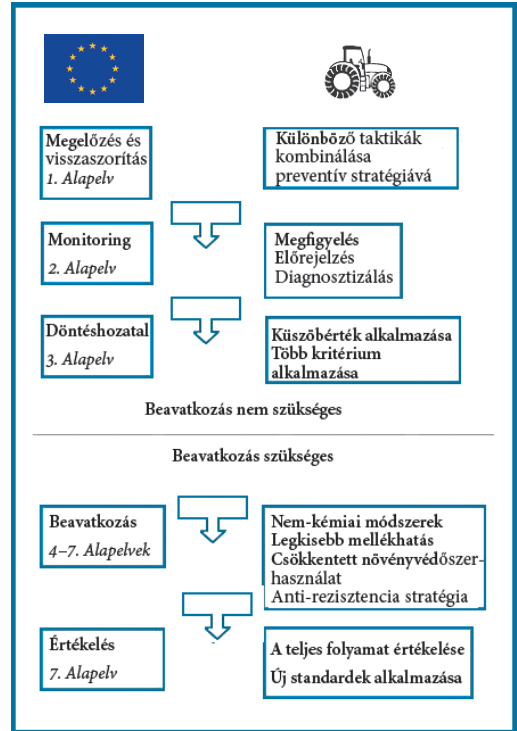 Megelőzés és
visszaszorítás
1. Alapelv
Különböző taktikák
kombinálása
preventív stratégiává
Monitoring
2. Alapelv
Megfigyelés
Előrejelzés
Diagnosztizálás
Döntéshozatal
3. Alapelv
Küszöbérték alkalmazása
Több kritérium
alkalmazása
Beavatkozás nem szükséges
Beavatkozás szükséges
Beavatkozás
4–7. Alapelvek
Nem-kémiai módszerek
Legkisebb mellékhatás
Csökkentett növényvédőszer-
használat
Anti-rezisztencia stratégia
Értékelés
7. Alapelv
A teljes folyamat értékelése
Új standardek alkalmazása